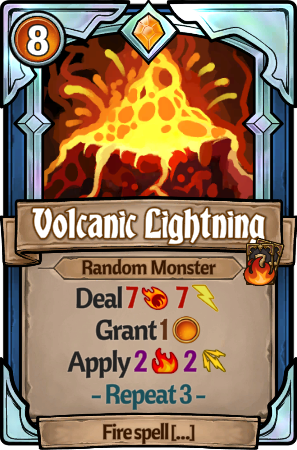 8
Volcanic Lightning
Random Monster
Deal 7 7
Grant 1
Apply 2 2
- Repeat 3 -
Fire spell [...]